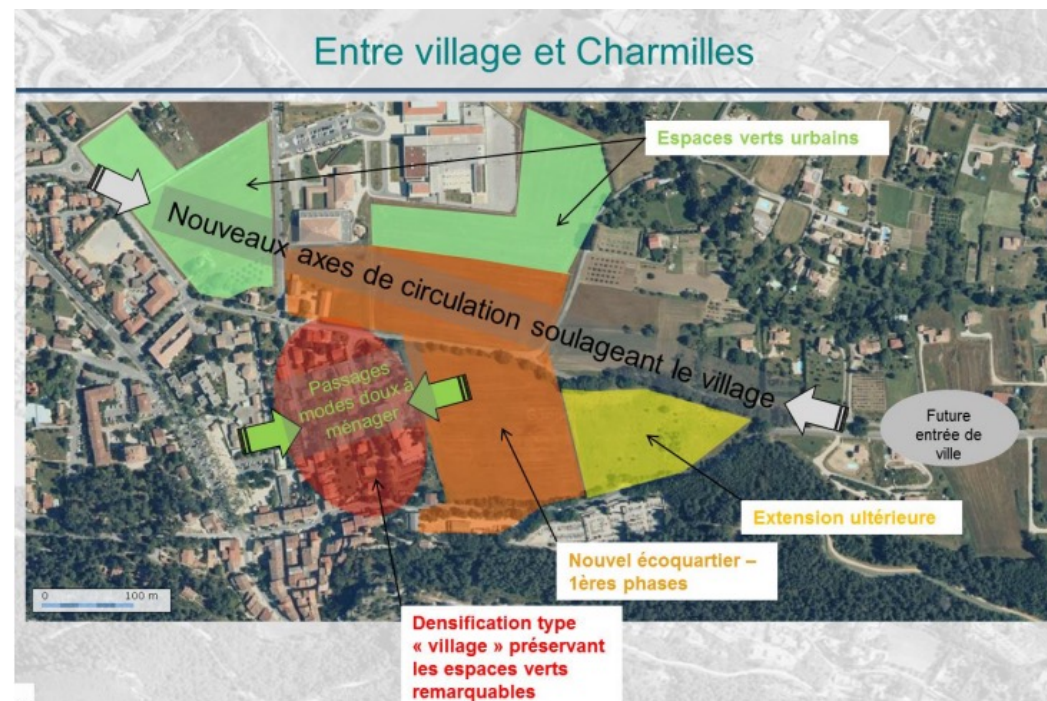 Entre village et Charmilles
Espaces verts urbains
Nouveaux axes de circulation soulageant le village
Passages
modes doux à
ménager
Future
entrée de
ville
Extension ultérieure
Nouvel écoquartier –
1ères phases
0 100 m
Densification type
« village » préservant
les espaces verts
remarquables